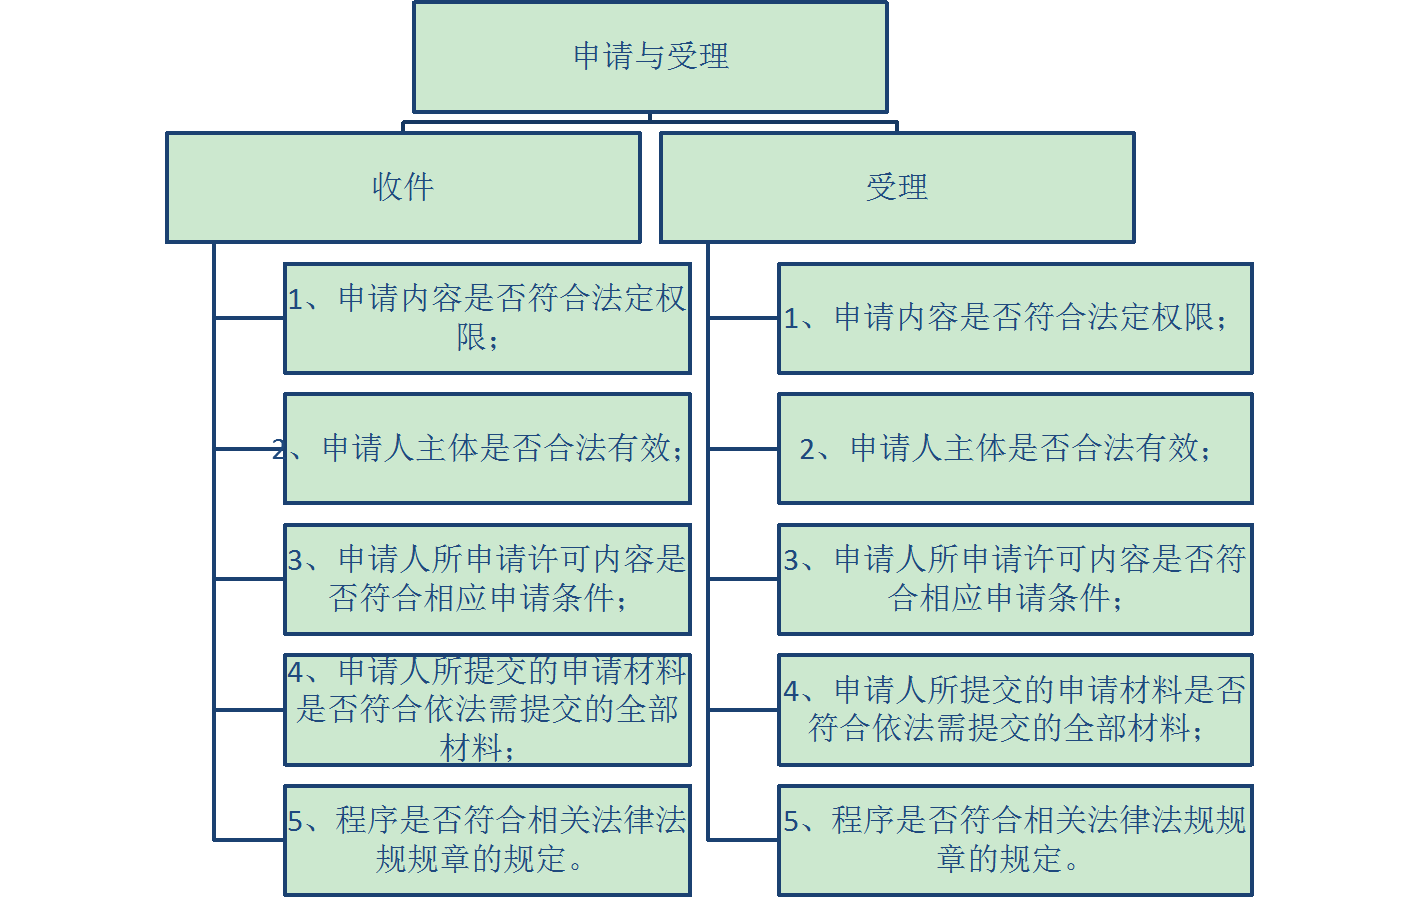 申请与受理
收件
受理
1、申请内容是否符合法定权
限；
2、申请人主体是否合法有效；
3、申请人所申请许可内容是
否符合相应申请条件；
4、申请人所提交的申请材料
是否符合依法需提交的全部
材料；
5、程序是否符合相关法律法
规规章的规定。
1、申请内容是否符合法定权限；
2、申请人主体是否合法有效；
3、申请人所申请许可内容是否符
合相应申请条件；
4、申请人所提交的申请材料是否
符合依法需提交的全部材料；
5、程序是否符合相关法律法规规
章的规定。